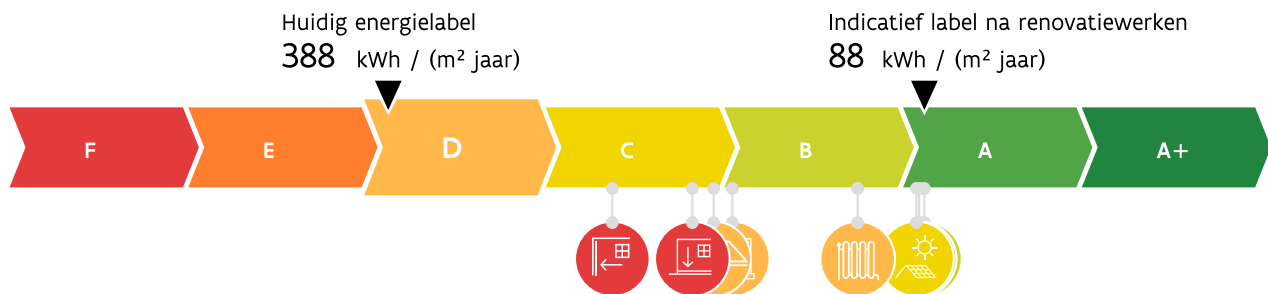 Huidig energielabel
388 kWh / (m² jaar)
Indicatief label na renovatiewerken
88 kWh / (m² jaar)
F E D C B A A+